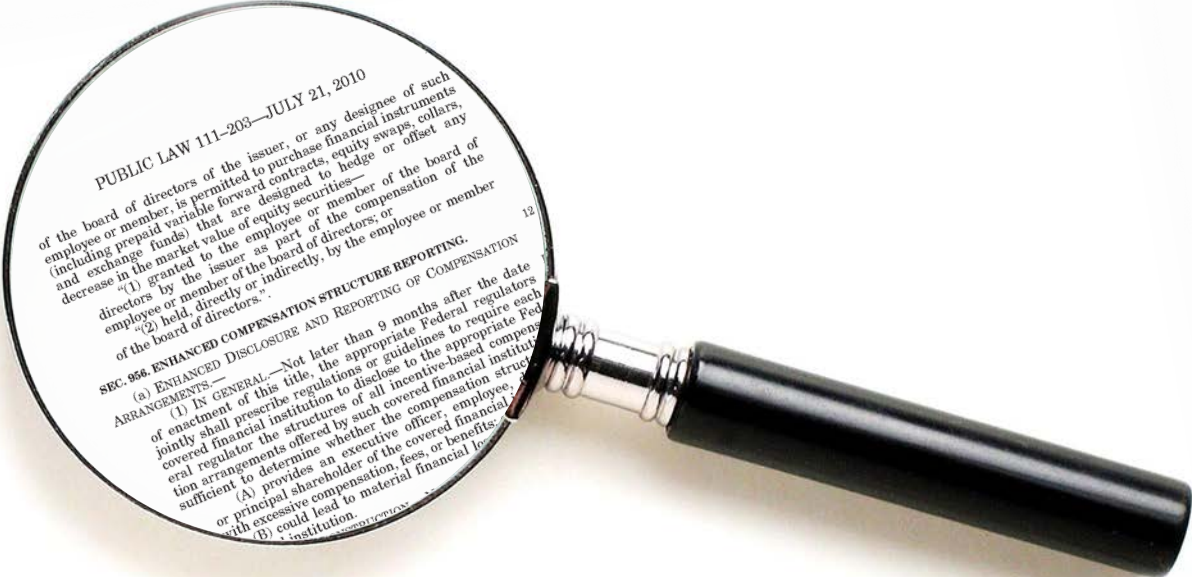 PUBLIC LAW 111–203—JULY 21, 2010
of the board of directors of the issuer, or any designee of such
employee or member, is permitted to purchase financial instruments
(including prepaid variable forward contracts, equity swaps, collars,
and exchange funds) that are designed to hedge or offset any
decrease in the market value of equity securities—
“(1) granted to the employee or member of the board of
directors by the issuer as part of the compensation of the
employee or member of the board of directors; or
“(2) held, directly or indirectly, by the employee or member
of the board of directors.”.
12
SEC. 956. ENHANCED COMPENSATION STRUCTURE REPORTING.
(a) ENHANCED DISCLOSURE AND REPORTING OF COMPENSATION
ARRANGEMENTS.—
(1) IN GENERAL.—Not later than 9 months after the date
of enactment of this title, the appropriate Federal regulators
jointly shall prescribe regulations or guidelines to require each
covered financial institution to disclose to the appropriate Fed
eral regulator the structures of all incentive-based compens
tion arrangements offered by such covered financial instituti
sufficient to determine whether the compensation struct
(A) provides an executive officer, employee,
or principal shareholder of the covered financial
with excessive compensation, fees, or benefits;
(B) could lead to material financial lo
institution.